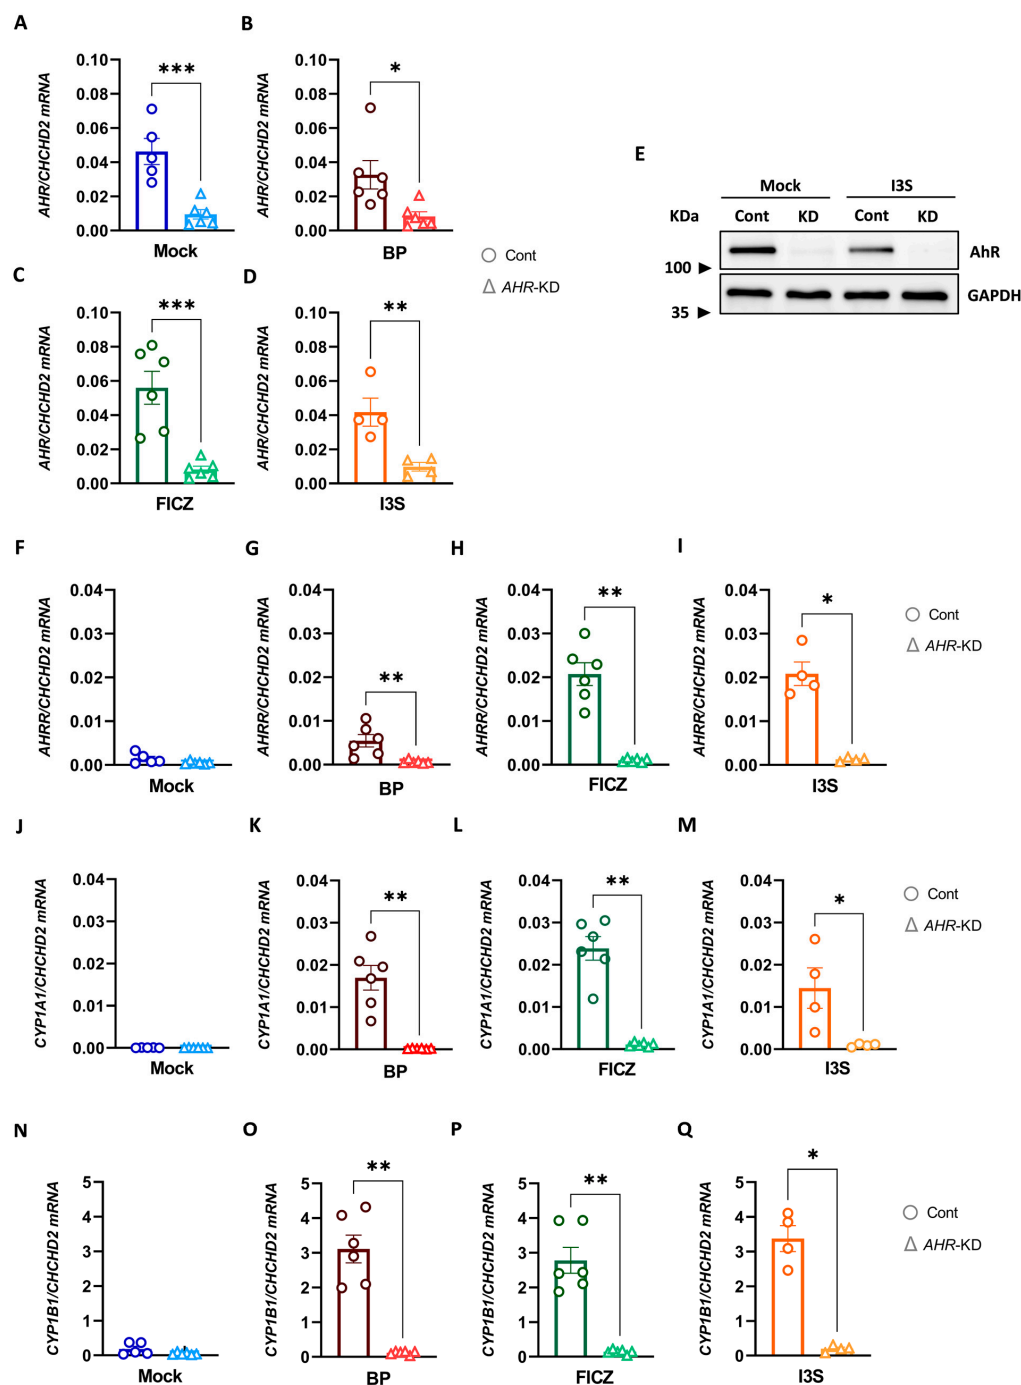 A
B
AHR/CHCHD2 mRNA
0.10
0.08
0.06
0.04
0.02
0.00
***
Mock
AHR/CHCHD2 mRNA
0.10
0.08
0.06
0.04
0.02
0.00
*
BP
C
D
AHR/CHCHD2 mRNA
0.10
0.08
0.06
0.04
0.02
0.00
***
FICZ
AHR/CHCHD2 mRNA
0.10
0.08
0.06
0.04
0.02
0.00
**
I3S
Cont
AHR-KD
E
Mock I3S
KDa Cont KD Cont KD
AhR
100
GAPDH
35
F
G
H
I
AHRR/CHCHD2 mRNA
0.04
0.03
0.02
0.01
0.00
Mock
AHRR/CHCHD2 mRNA
0.04
0.03
0.02
0.01
0.00
**
BP
AHRR/CHCHD2 mRNA
0.04
0.03
0.02
0.01
0.00
**
FICZ
AHRR/CHCHD2 mRNA
0.04
0.03
0.02
0.01
0.00
*
I3S
Cont
AHR-KD
J
K
L
M
CYP1A1/CHCHD2 mRNA
0.04
0.03
0.02
0.01
0.00
Mock
CYP1A1/CHCHD2 mRNA
0.04
0.03
0.02
0.01
0.00
**
BP
CYP1A1/CHCHD2 mRNA
0.04
0.03
0.02
0.01
0.00
**
FICZ
CYP1A1/CHCHD2 mRNA
0.04
0.03
0.02
0.01
0.00
*
I3S
Cont
AHR-KD
N
O
P
Q
CYP1B1/CHCHD2 mRNA
5
4
3
2
1
0
Mock
CYP1B1/CHCHD2 mRNA
5
4
3
2
1
0
**
BP
CYP1B1/CHCHD2 mRNA
5
4
3
2
1
0
**
FICZ
CYP1B1/CHCHD2 mRNA
5
4
3
2
1
0
*
I3S
Cont
AHR-KD